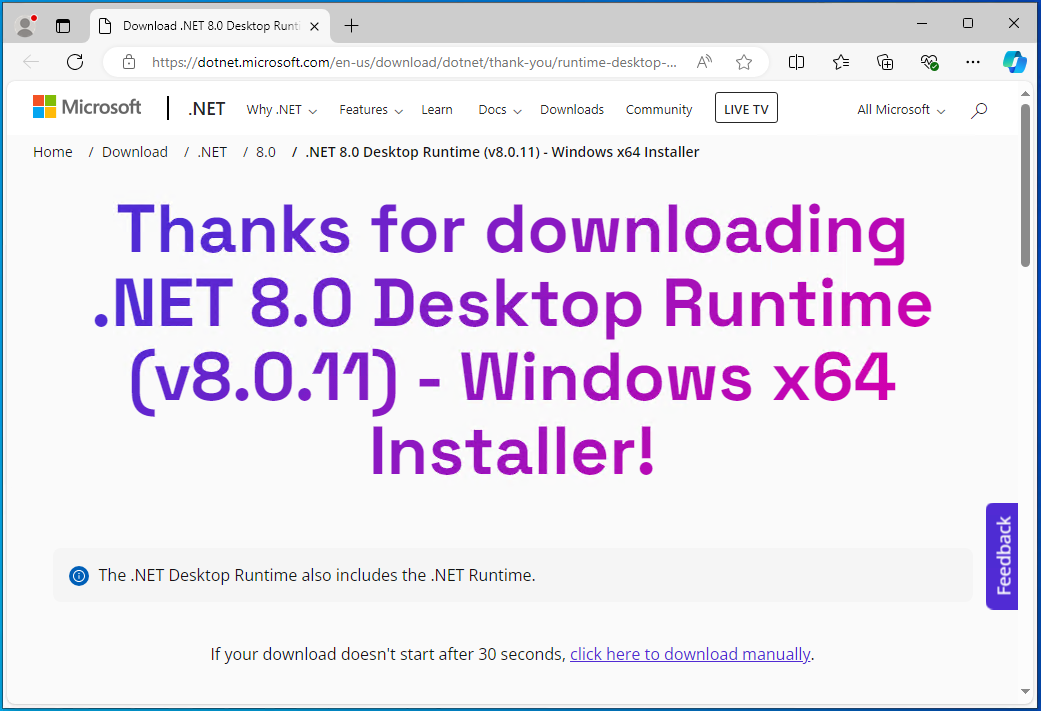 Download .NET 8.0 Desktop Runti
https://dotnet.microsoft.com/en-us/download/dotnet/thank-you/runtime-desktop-...
Microsoft .NET Why .NET Features Learn Docs Downloads Community LIVE TV All Microsoft
Home / Download / .NET / 8.0 / .NET 8.0 Desktop Runtime (v8.0.11) - Windows x64 Installer
Thanks for downloading
.NET 8.0 Desktop Runtime
(v8.0.11) - Windows x64
Installer!
Feedback
The .NET Desktop Runtime also includes the .NET Runtime.
If your download doesn't start after 30 seconds, click here to download manually.